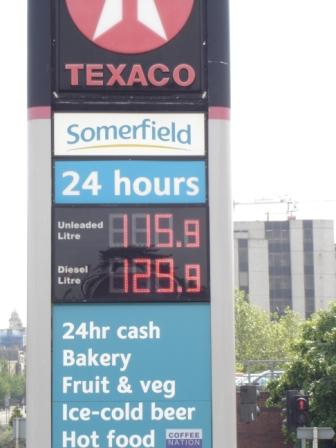 TEXACO
Somerfield
24 hours
Unleaded
Litre
115.9
Diesel
Litre
129.9
24hr cash
Bakery
Fruit & veg
Ice-cold beer
Hot food
COFFEE
NATION